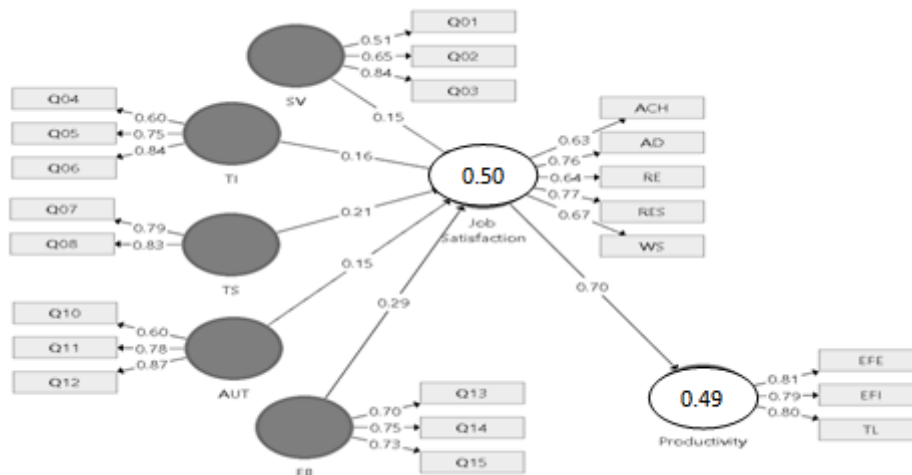 Q01
0.51
0.65
Q02
0.84
Q03
SV
0.15
Q04
0.60
Q05
0.75
0.84
Q06
TI
0.16
ACH
0.63
AD
0.76
0.64
RE
0.77
RES
0.67
WS
0.50
Job
Satisfaction
Q07
0.79
Q08
0.83
TS
0.21
0.15
0.70
0.29
Q10
0.60
Q11
0.78
0.87
Q12
AUT
Q13
0.70
0.75
Q14
0.73
Q15
0.49
Productivity
EFE
0.81
0.79
EFI
0.80
TL